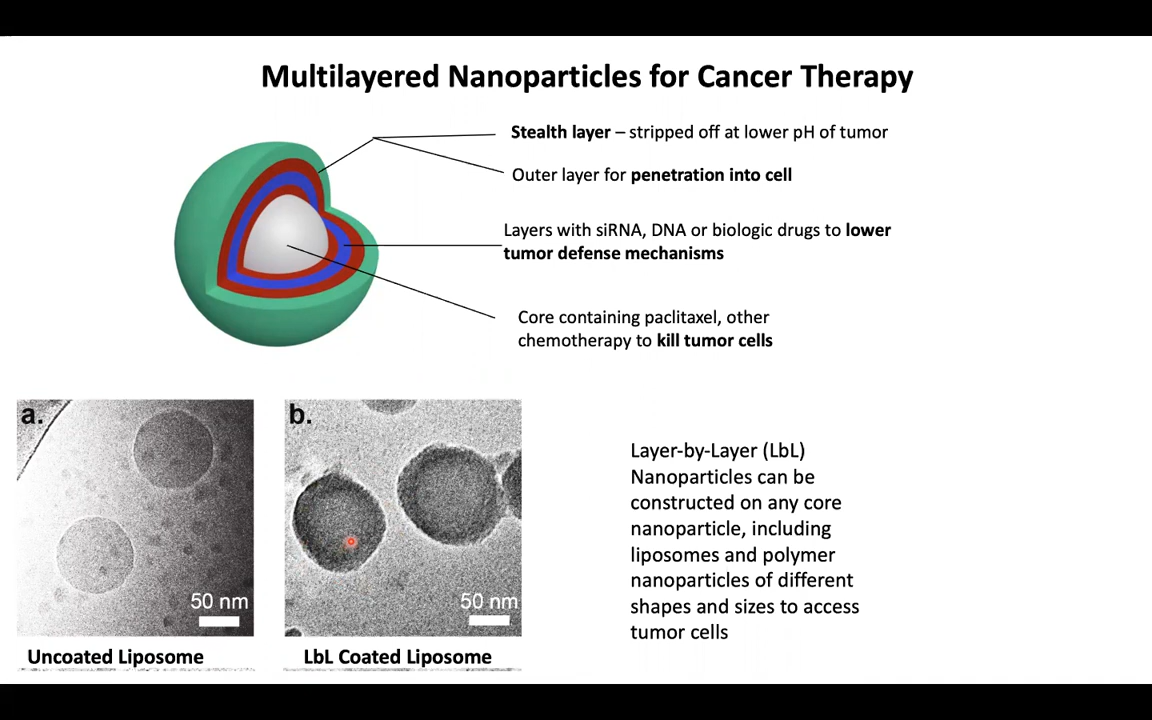 Multilayered Nanoparticles for Cancer Therapy
Stealth layer – stripped off at lower pH of tumor
Outer layer for penetration into cell
Layers with siRNA, DNA or biologic drugs to lower
tumor defense mechanisms
Core containing paclitaxel, other
chemotherapy to kill tumor cells
a.
50 nm
Uncoated Liposome
b.
50 nm
LbL Coated Liposome
Layer-by-Layer (LbL)
Nanoparticles can be
constructed on any core
nanoparticle, including
liposomes and polymer
nanoparticles of different
shapes and sizes to access
tumor cells